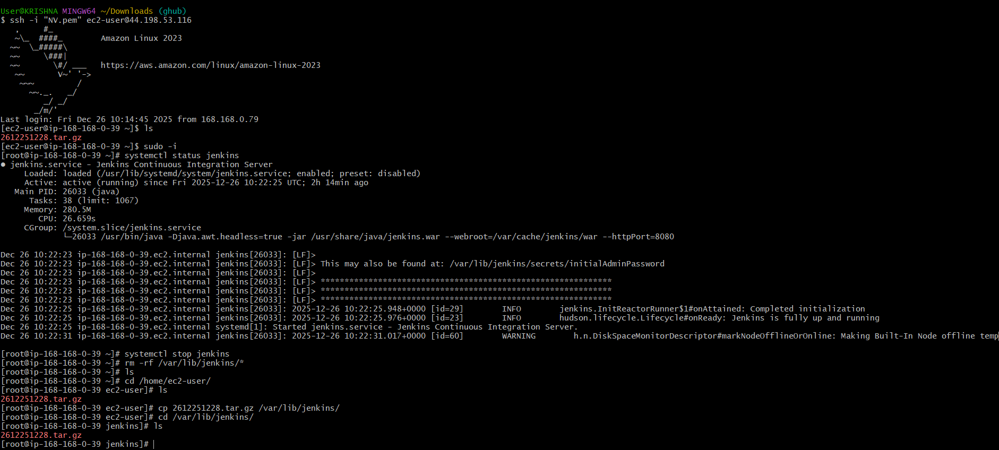 User@KRISHNA MINGW64 ~/Downloads (ghub)
$ ssh -i "NV.pem" ec2-user@44.198.53.116
   ,     #_
   ~\_  ####_        Amazon Linux 2023
  ~~  \_#####\
  ~~     \###|
  ~~       \#/ ___   https://aws.amazon.com/linux/amazon-linux-2023
   ~~       V~' '->
    ~~~         /
      ~~._.   _/
         _/ _/
       _/m/'
Last login: Fri Dec 26 10:14:45 2025 from 168.168.0.79
[ec2-user@ip-168-168-0-39 ~]$ ls
2612251228.tar.gz
[ec2-user@ip-168-168-0-39 ~]$ sudo -i
[root@ip-168-168-0-39 ~]# systemctl status jenkins
● jenkins.service - Jenkins Continuous Integration Server
     Loaded: loaded (/usr/lib/systemd/system/jenkins.service; enabled; preset: disabled)
     Active: active (running) since Fri 2025-12-26 10:22:25 UTC; 2h 14min ago
   Main PID: 26033 (java)
      Tasks: 38 (limit: 1067)
     Memory: 280.5M
        CPU: 26.659s
     CGroup: /system.slice/jenkins.service
             └─26033 /usr/bin/java -Djava.awt.headless=true -jar /usr/share/java/jenkins.war --webroot=/var/cache/jenkins/war --httpPort=8080
Dec 26 10:22:23 ip-168-168-0-39.ec2.internal jenkins[26033]: [LF]>
Dec 26 10:22:23 ip-168-168-0-39.ec2.internal jenkins[26033]: [LF]> This may also be found at: /var/lib/jenkins/secrets/initialAdminPassword
Dec 26 10:22:23 ip-168-168-0-39.ec2.internal jenkins[26033]: [LF]>
Dec 26 10:22:23 ip-168-168-0-39.ec2.internal jenkins[26033]: [LF]> *************************************************************
Dec 26 10:22:23 ip-168-168-0-39.ec2.internal jenkins[26033]: [LF]> *************************************************************
Dec 26 10:22:23 ip-168-168-0-39.ec2.internal jenkins[26033]: [LF]> *************************************************************
Dec 26 10:22:25 ip-168-168-0-39.ec2.internal jenkins[26033]: 2025-12-26 10:22:25.948+0000 [id=29]        INFO        jenkins.InitReactorRunner$1#onAttained: Completed initialization
Dec 26 10:22:25 ip-168-168-0-39.ec2.internal jenkins[26033]: 2025-12-26 10:22:25.976+0000 [id=23]        INFO        hudson.lifecycle.Lifecycle#onReady: Jenkins is fully up and running
Dec 26 10:22:25 ip-168-168-0-39.ec2.internal systemd[1]: Started jenkins.service - Jenkins Continuous Integration Server.
Dec 26 10:22:31 ip-168-168-0-39.ec2.internal jenkins[26033]: 2025-12-26 10:22:31.017+0000 [id=60]        WARNING        h.n.DiskSpaceMonitorDescriptor#markNodeOfflineOrOnline: Making Built-In Node offline temp
[root@ip-168-168-0-39 ~]# systemctl stop jenkins
[root@ip-168-168-0-39 ~]# rm -rf /var/lib/jenkins/*
[root@ip-168-168-0-39 ~]# ls
[root@ip-168-168-0-39 ~]# cd /home/ec2-user/
[root@ip-168-168-0-39 ec2-user]# ls
2612251228.tar.gz
[root@ip-168-168-0-39 ec2-user]# cp 2612251228.tar.gz /var/lib/jenkins/
[root@ip-168-168-0-39 ec2-user]# cd /var/lib/jenkins/
[root@ip-168-168-0-39 jenkins]# ls
2612251228.tar.gz
[root@ip-168-168-0-39 jenkins]#